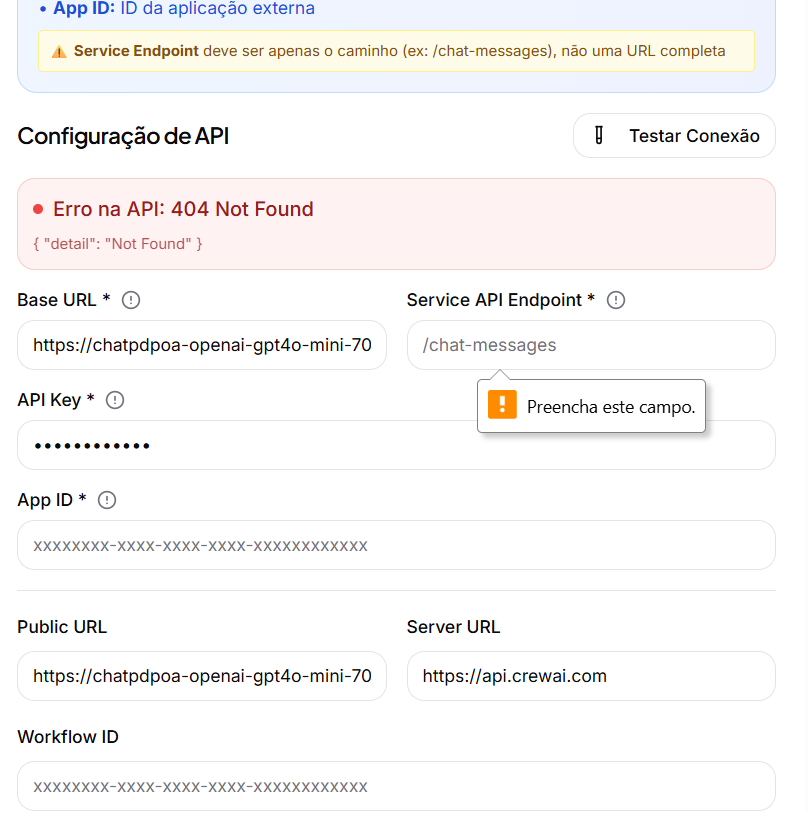 • App ID: ID da aplicação externa
Service Endpoint deve ser apenas o caminho (ex: /chat-messages), não uma URL completa
Configuração de API
Testar Conexão
Erro na API: 404 Not Found
{ "detail": "Not Found" }
Base URL *
Service API Endpoint *
https://chatpdpoa-openai-gpt4o-mini-70
/chat-messages
Preencha este campo.
API Key *
••••••••••••
App ID *
xxxxxxxx-xxxx-xxxx-xxxx-xxxxxxxxxxxx
Public URL
Server URL
https://chatpdpoa-openai-gpt4o-mini-70
https://api.crewai.com
Workflow ID
xxxxxxxx-xxxx-xxxx-xxxx-xxxxxxxxxxxx